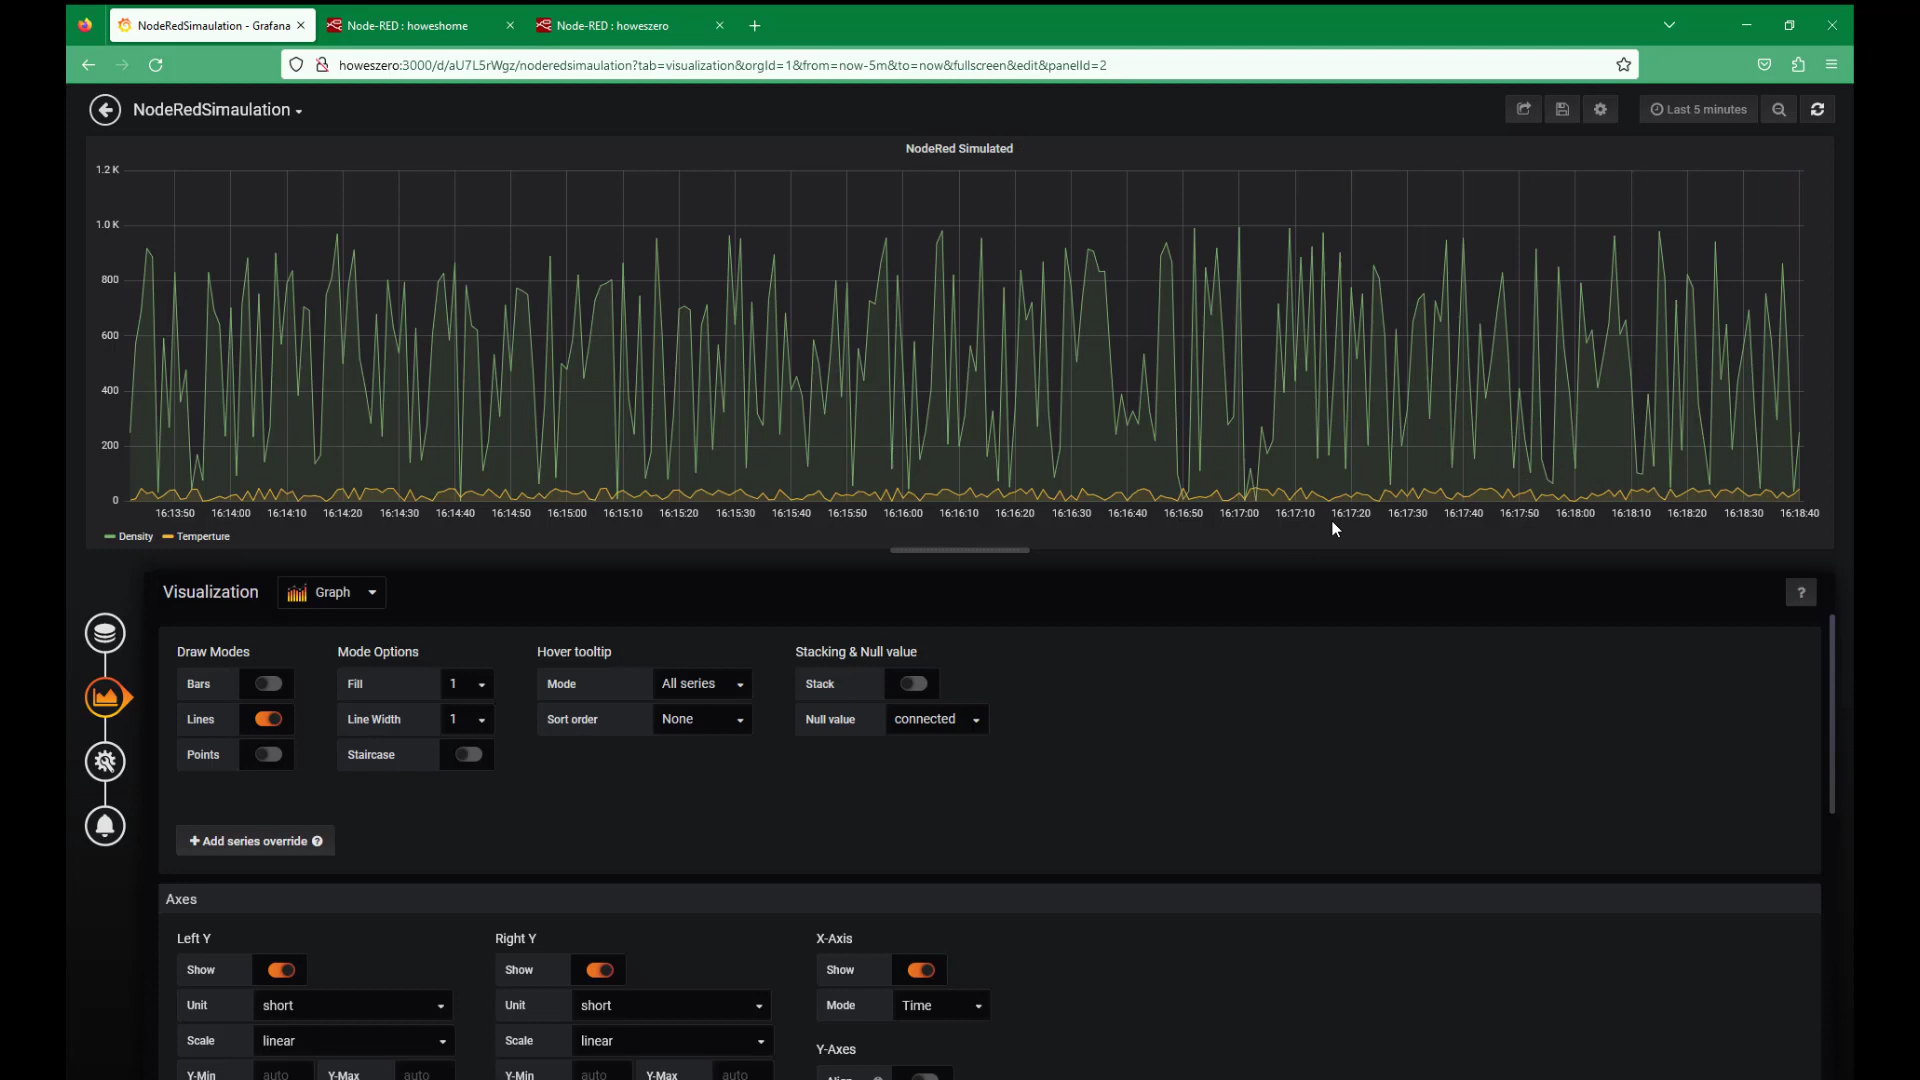 NodeRedSimaulation - Grafana
Node-RED : howeshome
Node-RED : howeszero
howeszero:3000/d/aU7L5rWgz/noderedsimaulation?tab=visualization&orgId=1&from=now-5m&to=now&fullscreen&edit&panelId=2
NodeRedSimaulation
Last 5 minutes
NodeRed Simulated
1.2 K
1.0 K
800
600
400
200
0
16:13:50 16:14:00 16:14:10 16:14:20 16:14:30 16:14:40 16:14:50 16:15:00 16:15:10 16:15:20 16:15:30 16:15:40 16:15:50 16:16:00 16:16:10 16:16:20 16:16:30 16:16:40 16:16:50 16:17:00 16:17:10 16:17:20 16:17:30 16:17:40 16:17:50 16:18:00 16:18:10 16:18:20 16:18:30 16:18:40
Density Temperture
Visualization Graph ?
Draw Modes Mode Options Hover tooltip Stacking & Null value
Bars Fill 1 Mode All series Stack
Lines Line Width 1 Sort order None Null value connected
Points Staircase
+ Add series override ?
Axes
Left Y Right Y X-Axis
Show Show Show
Unit short Unit short Mode Time
Scale linear Scale linear
Y-Axes
Y-Min auto Y-Max auto Y-Min auto Y-Max auto